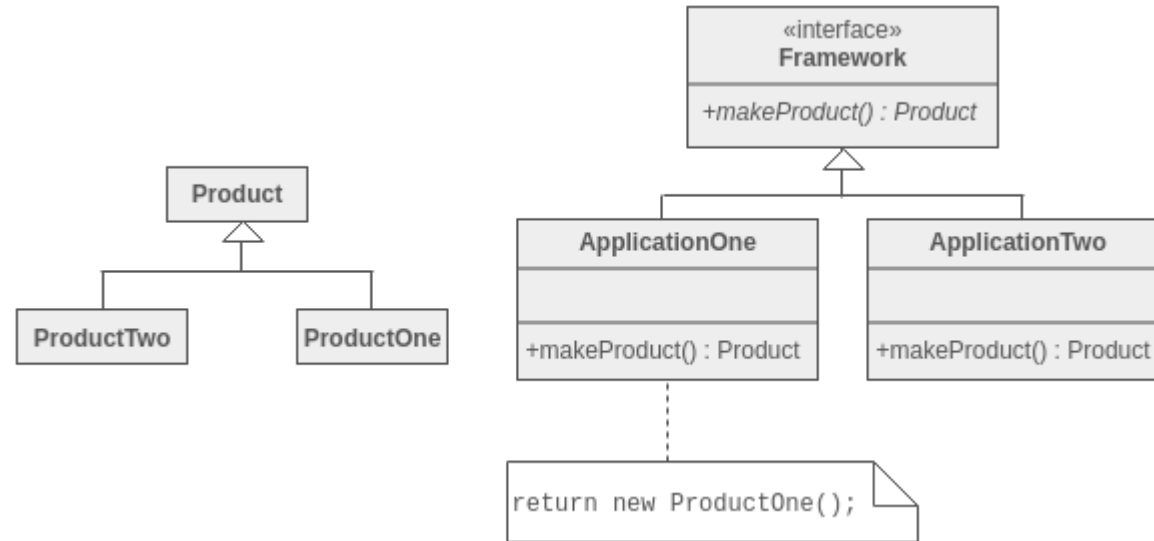 «interface»
Framework
+makeProduct() : Product
Product
ApplicationOne
ApplicationTwo
ProductTwo
ProductOne
+makeProduct() : Product
+makeProduct() : Product
return new ProductOne();